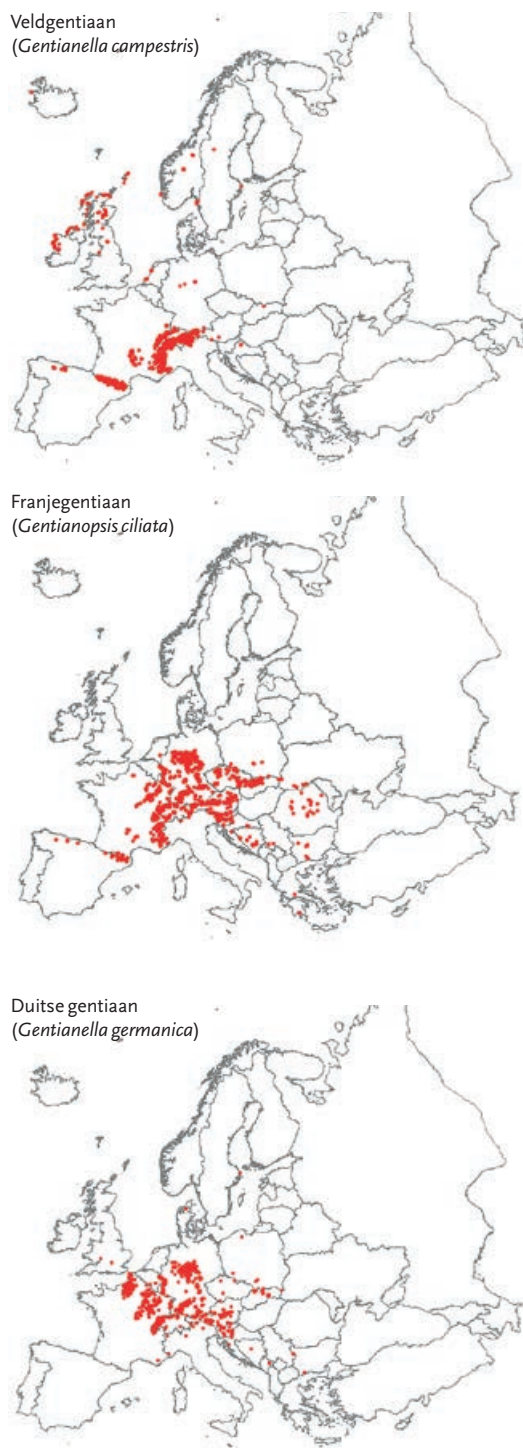 Veldgentiaan
(Gentianella campestris)
Franjegentiaan
(Gentianopsis ciliata)
Duitse gentiaan
(Gentianella germanica)